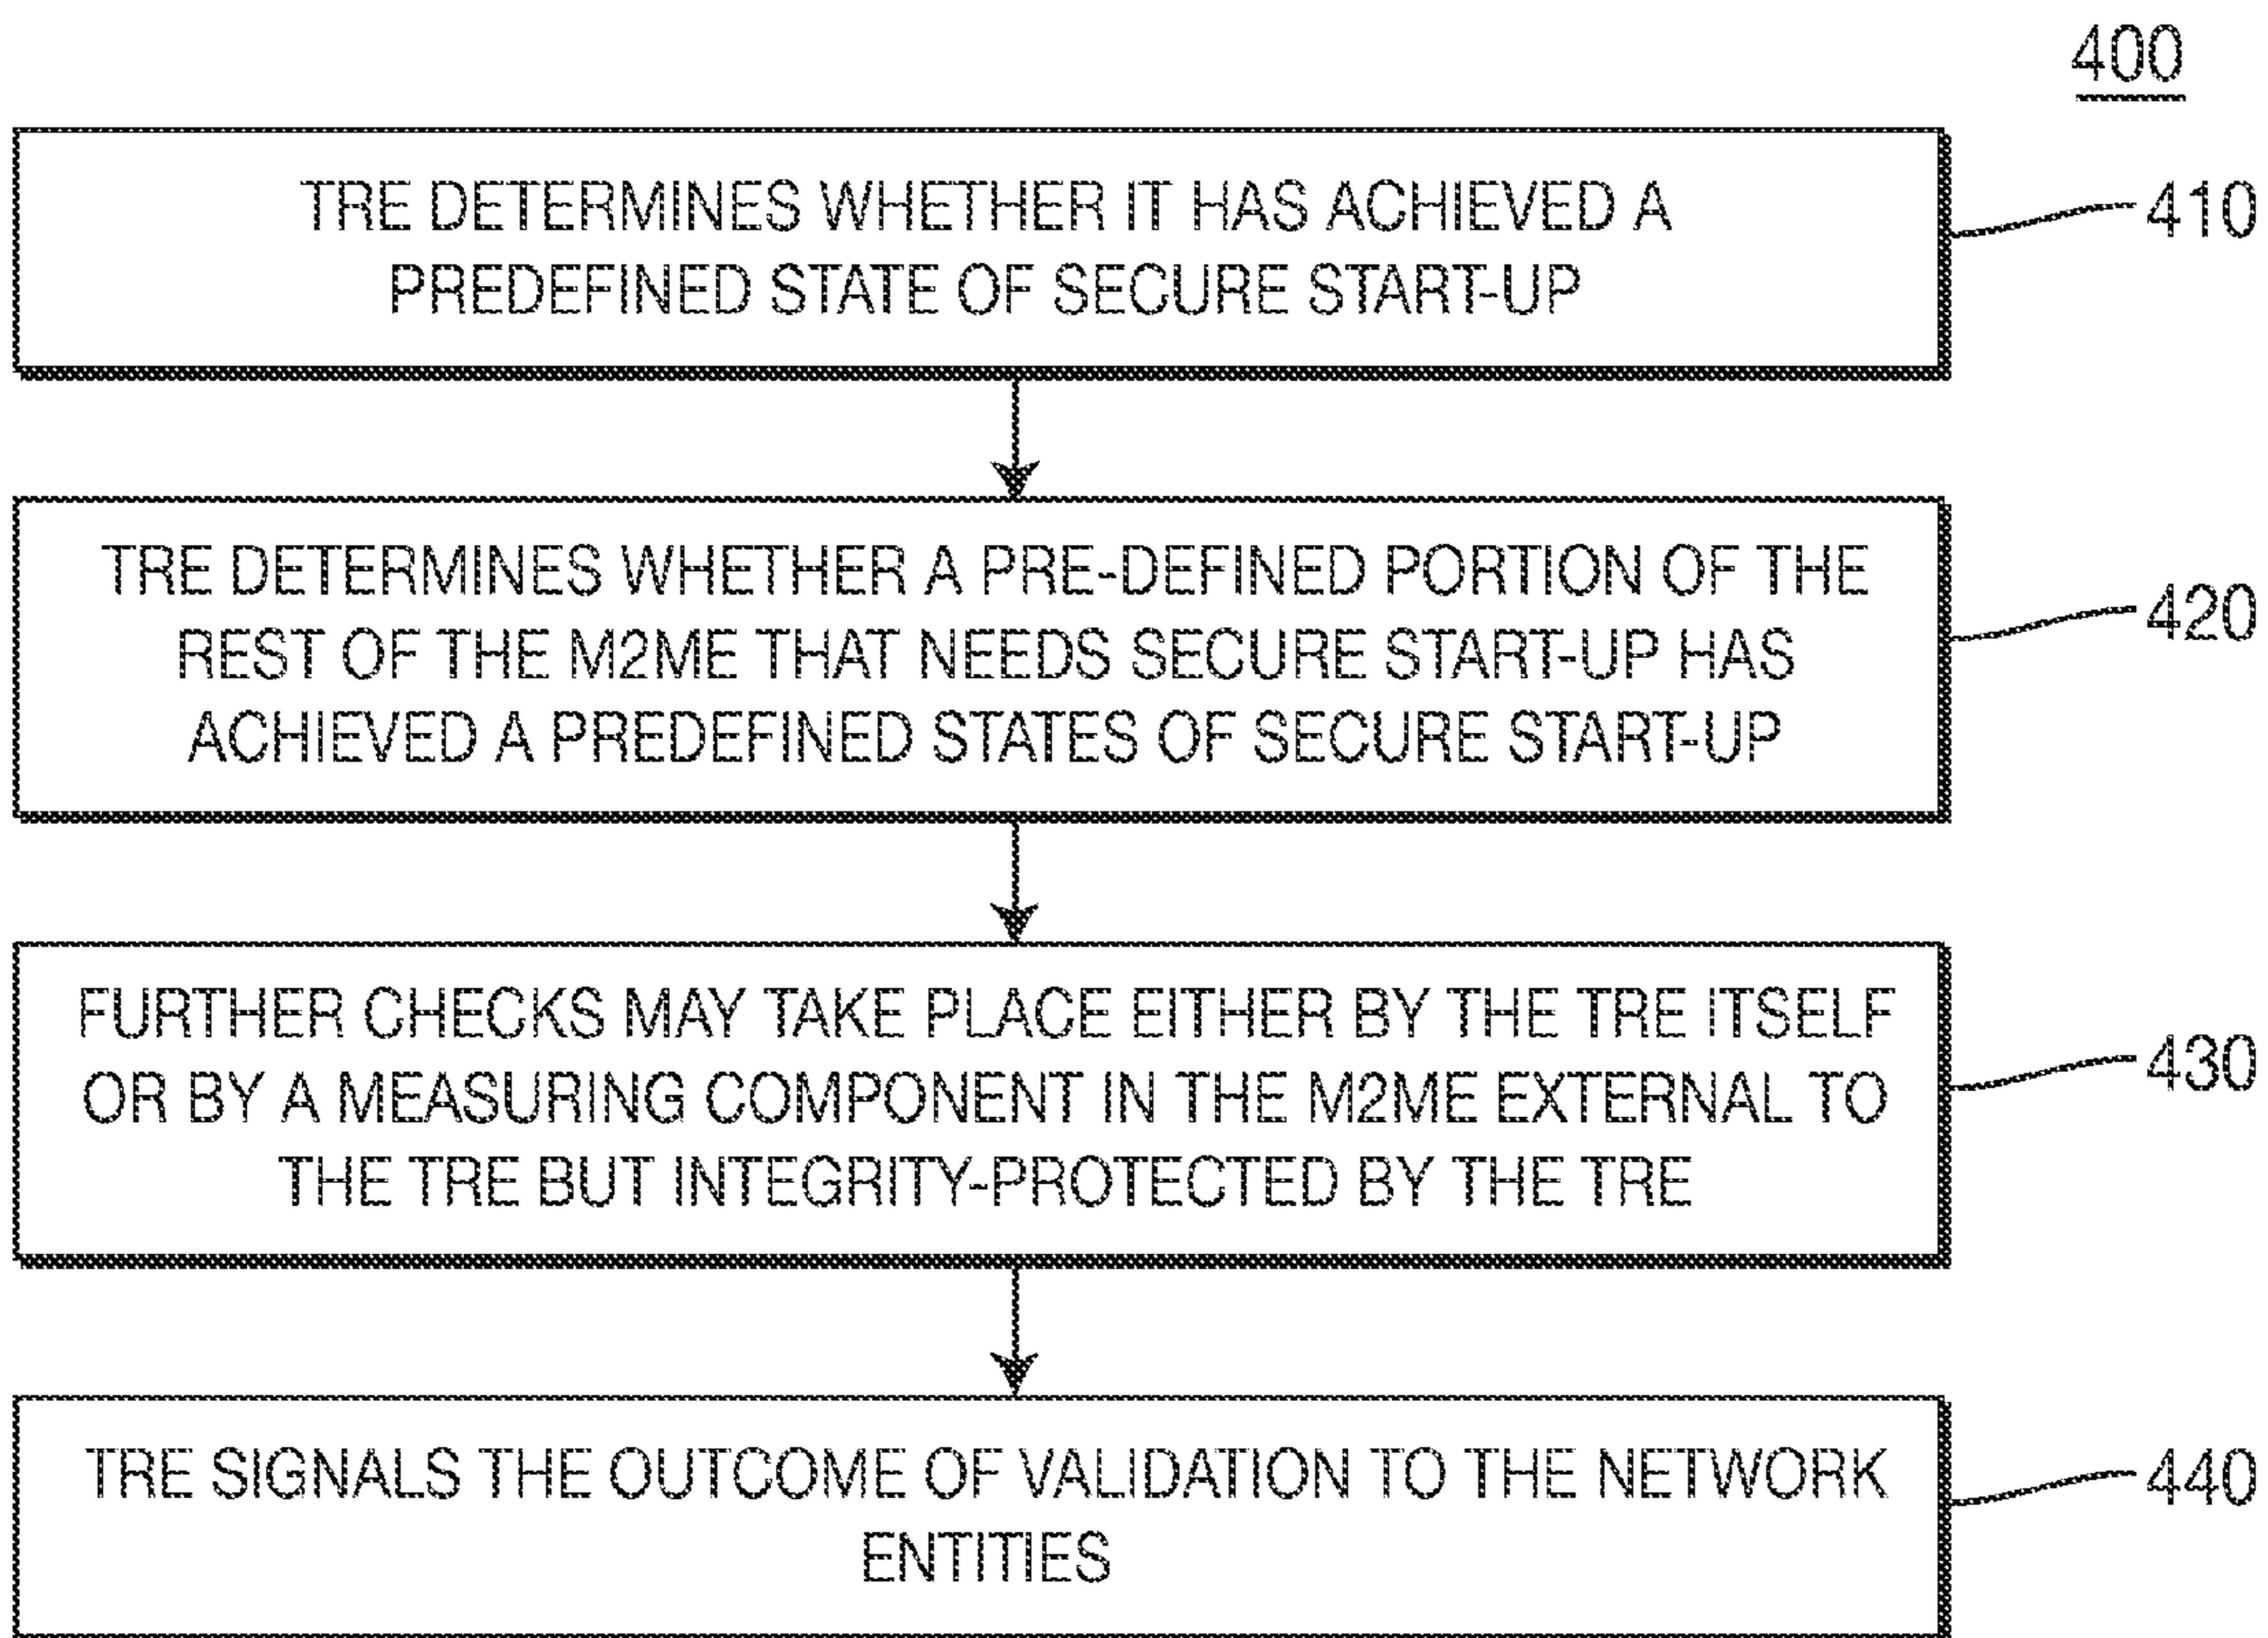 400
TRE DETERMINES WHETHER IT HAS ACHIEVED A
PREDEFINED STATE OF SECURE START-UP
410
TRE DETERMINES WHETHER A PRE-DEFINED PORTION OF THE
REST OF THE M2ME THAT NEEDS SECURE START-UP HAS
ACHIEVED A PREDEFINED STATES OF SECURE START-UP
420
FURTHER CHECKS MAY TAKE PLACE EITHER BY THE TRE ITSELF
OR BY A MEASURING COMPONENT IN THE M2ME EXTERNAL TO
THE TRE BUT INTEGRITY-PROTECTED BY THE TRE
430
TRE SIGNALS THE OUTCOME OF VALIDATION TO THE NETWORK
ENTITIES
440